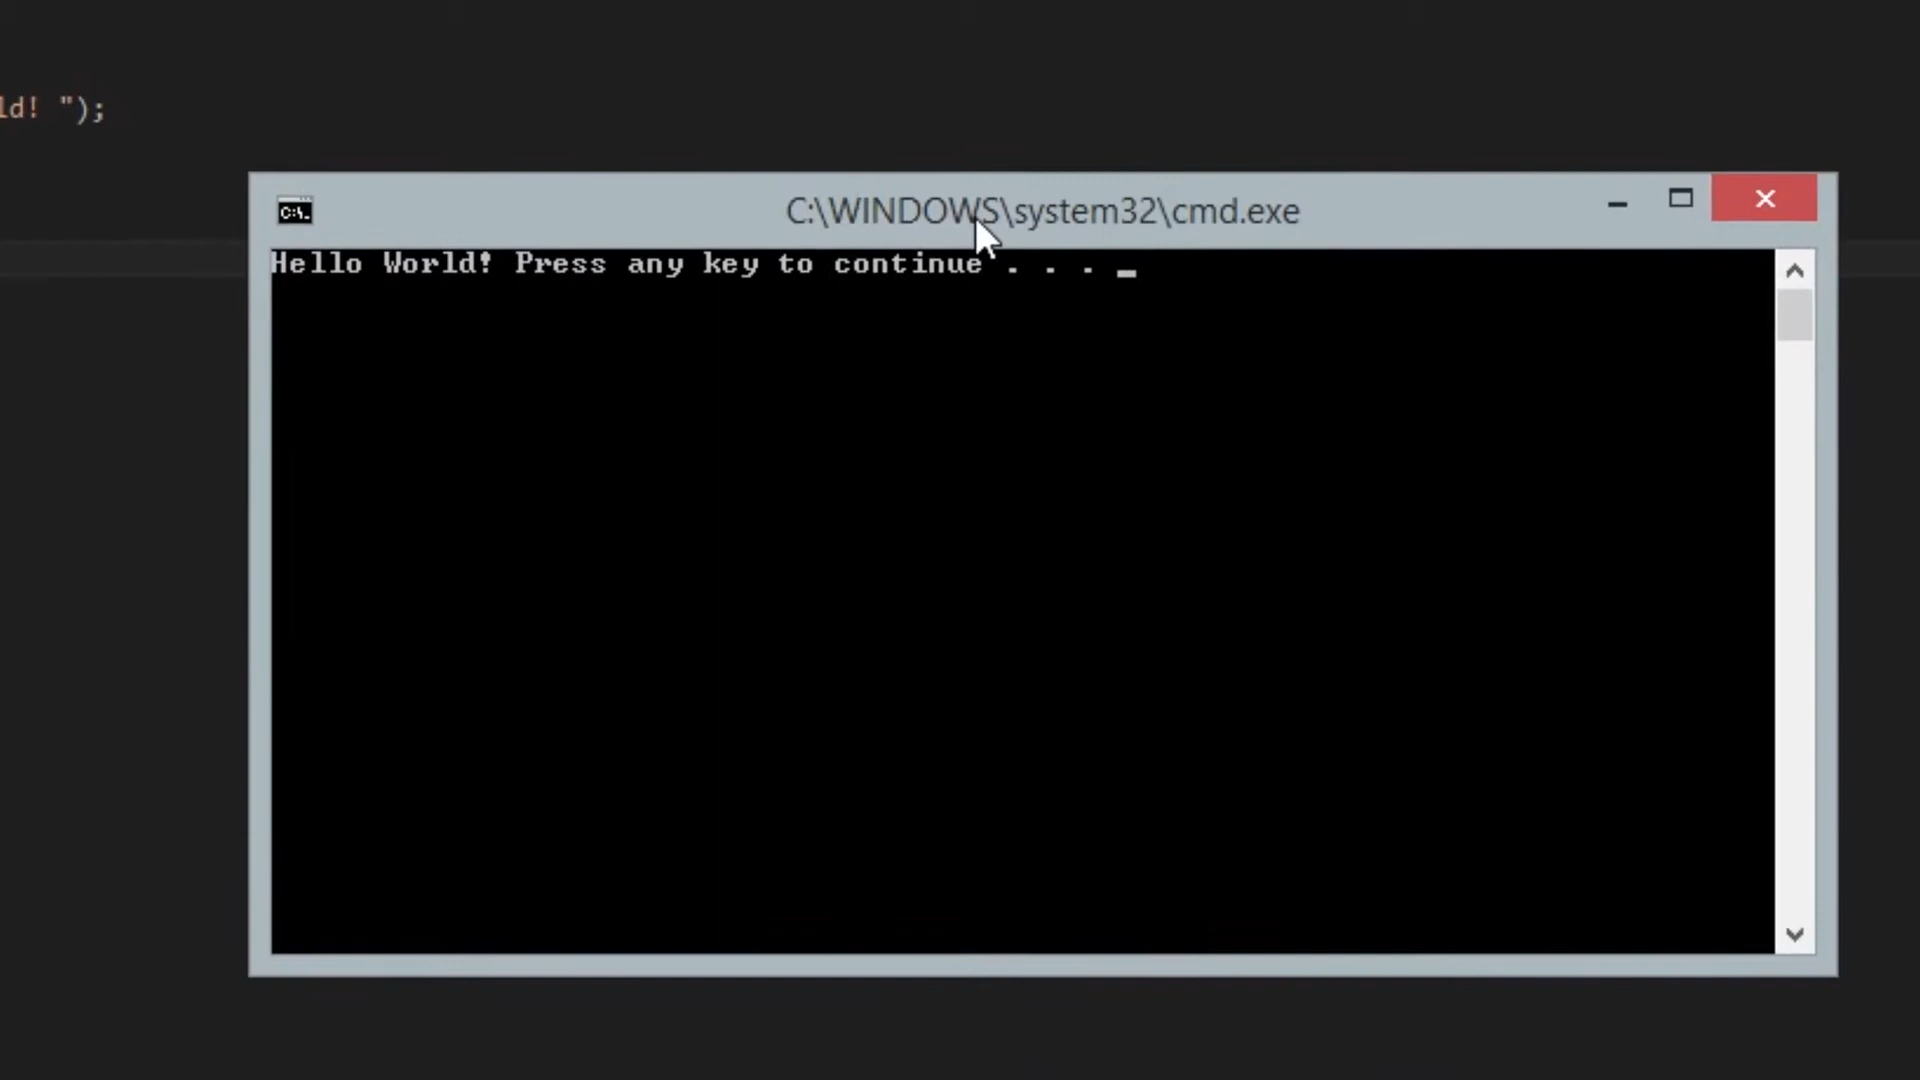 ld! ");
C:\WINDOWS\system32\cmd.exe
Hello World! Press any key to continue . . . _